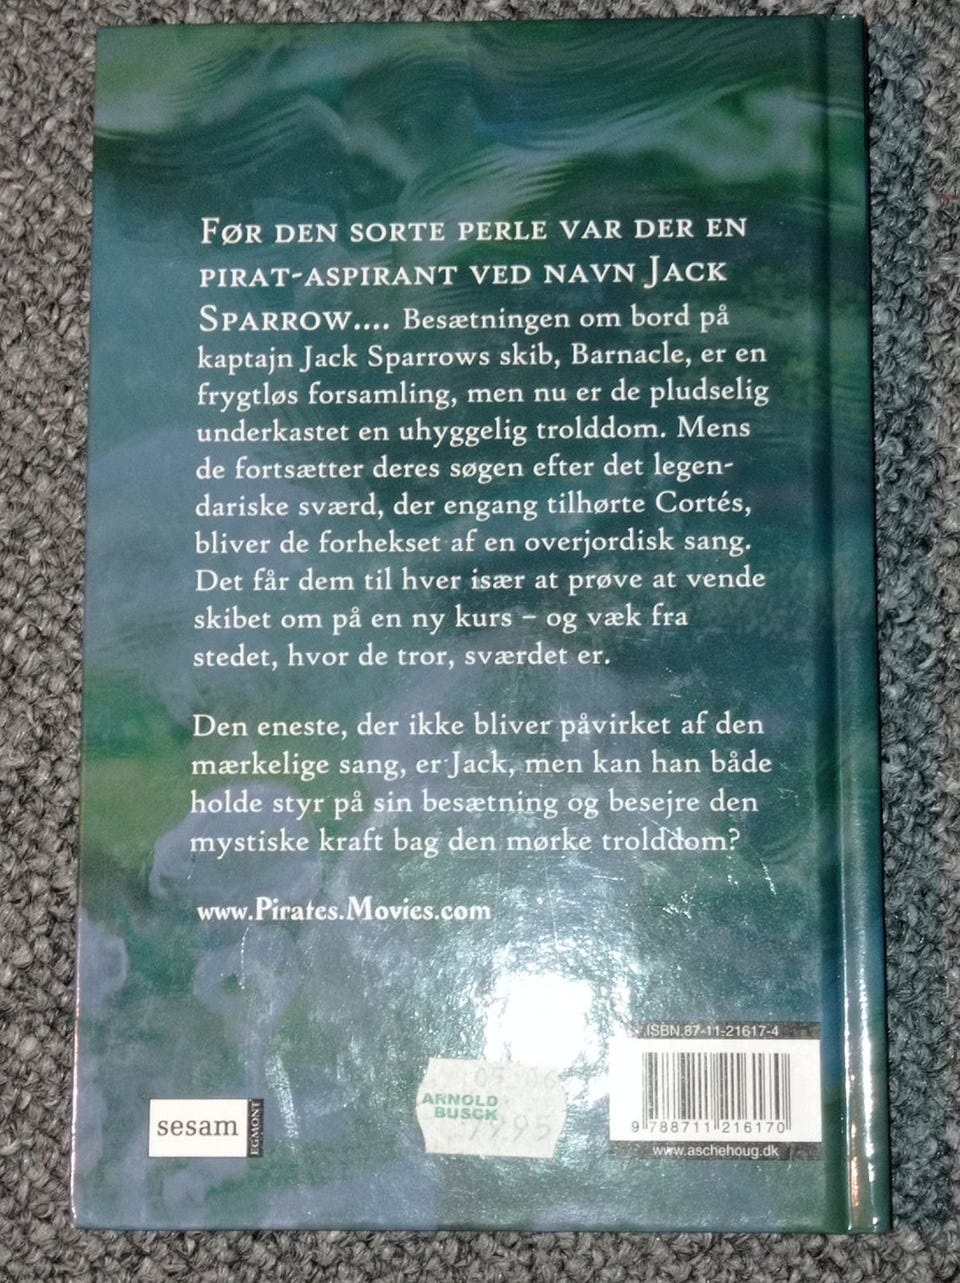 FØR DEN SORTE PERLE VAR DER EN
PIRAT-ASPIRANT VED NAVN JACK
SPARROW.... Besætningen om bord på
kaptajn Jack Sparrows skib, Barnacle, er en
frygtløs forsamling, men nu er de pludselig
underkastet en uhyggelig trolddom. Mens
de fortsætter deres søgen efter det legen-
dariske sværd, der engang tilhørte Cortés,
bliver de forhekset af en overjordisk sang.
Det får dem til hver især at prøve at vende
skibet om på en ny kurs – og væk fra
stedet, hvor de tror, sværdet er.
Den eneste, der ikke bliver påvirket af den
mærkelige sang, er Jack, men kan han både
holde styr på sin besætning og besejre den
mystiske kraft bag den mørke trolddom?
www.Pirates.Movies.com
sesam
EGMONT
05 06
ARNOLD
BUSCK
ISBN 87-11-21617-4
9 788711 216170
www.aschehoug.dk